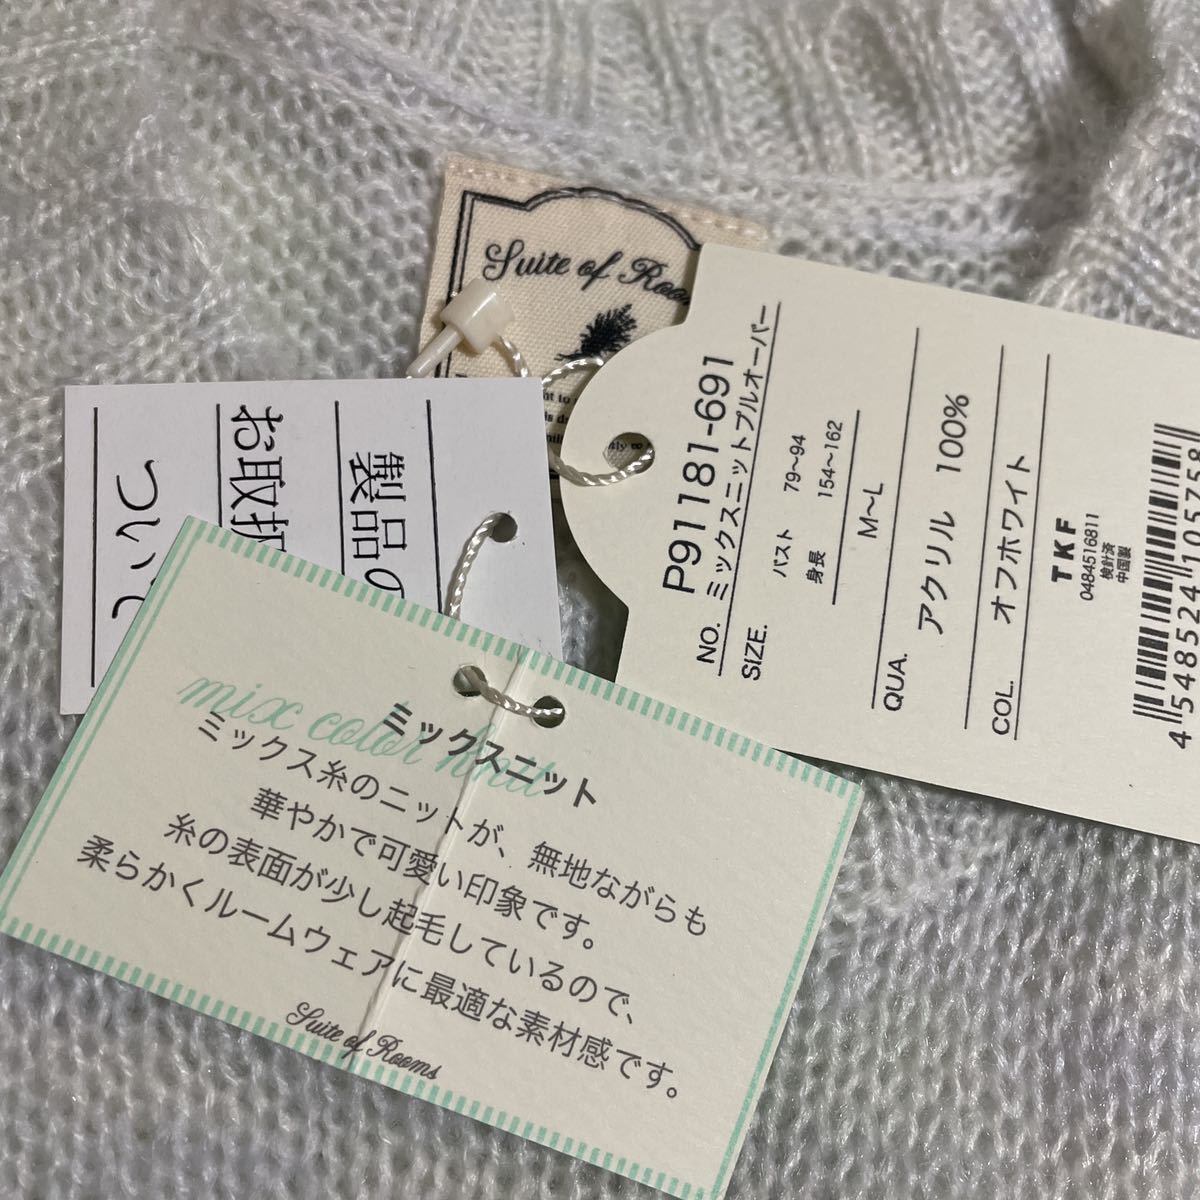 Suite of Rooms
NO. P91181-691
ミックスニットプルオーバー
SIZE. バスト 79~94
身長 154~162
M~L
QUA. アクリル 100%
COL. オフホワイト
TKF
0484516811
検針済
中国製
4 548524 105758
製品の
お取扱
ついて
mix color knit
ミックスニット
ミックス糸のニットが、無地ながらも
華やかで可愛い印象です。
糸の表面が少し起毛しているので、
柔らかくルームウェアに最適な素材感です。
Suite of Rooms